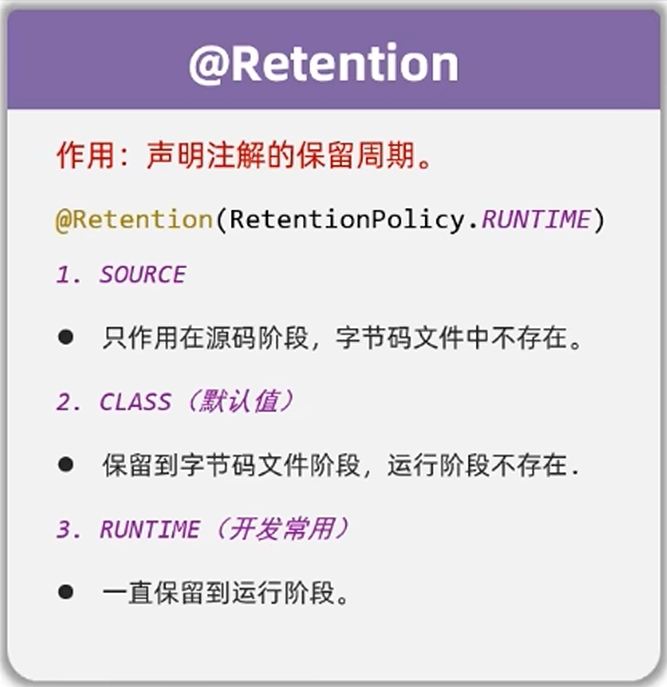 @Retention
作用：声明注解的保留周期。
@Retention(RetentionPolicy.RUNTIME)
1. SOURCE
● 只作用在源码阶段，字节码文件中不存在。
2. CLASS（默认值）
● 保留到字节码文件阶段，运行阶段不存在.
3. RUNTIME（开发常用）
● 一直保留到运行阶段。